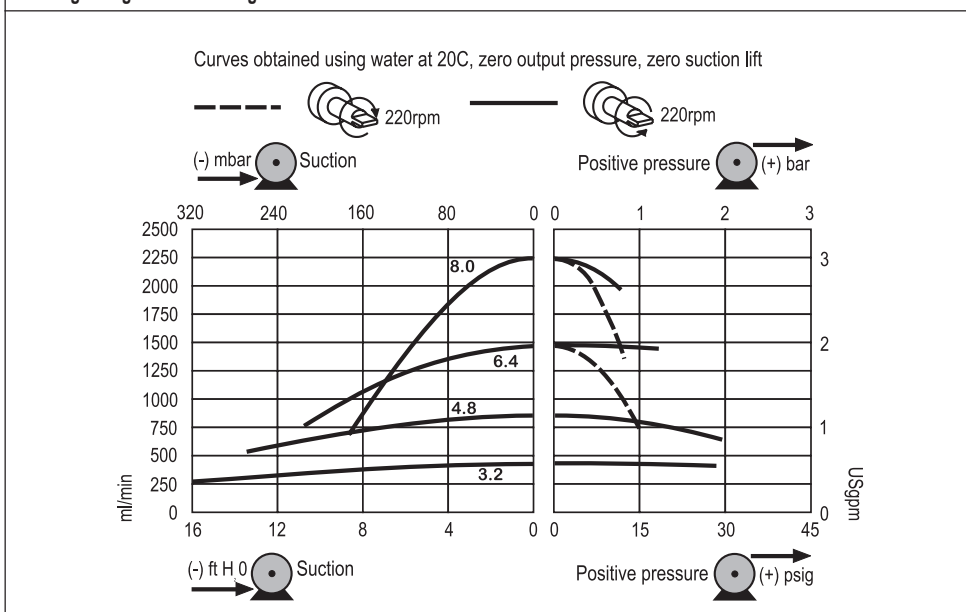 Curves obtained using water at 20C, zero output pressure, zero suction lift
220rpm 220rpm
(-) mbar Suction Positive pressure (+) bar
320 240 160 80 0 0 1 2 3
2500
2250 3
2000
1750
1500 2
1250
1000
750 1
500
250
0 0
8.0
6.4
4.8
3.2
ml/min
USgpm
16 12 8 4 0 0 15 30 45
(-) ft H2O Suction Positive pressure (+) psig